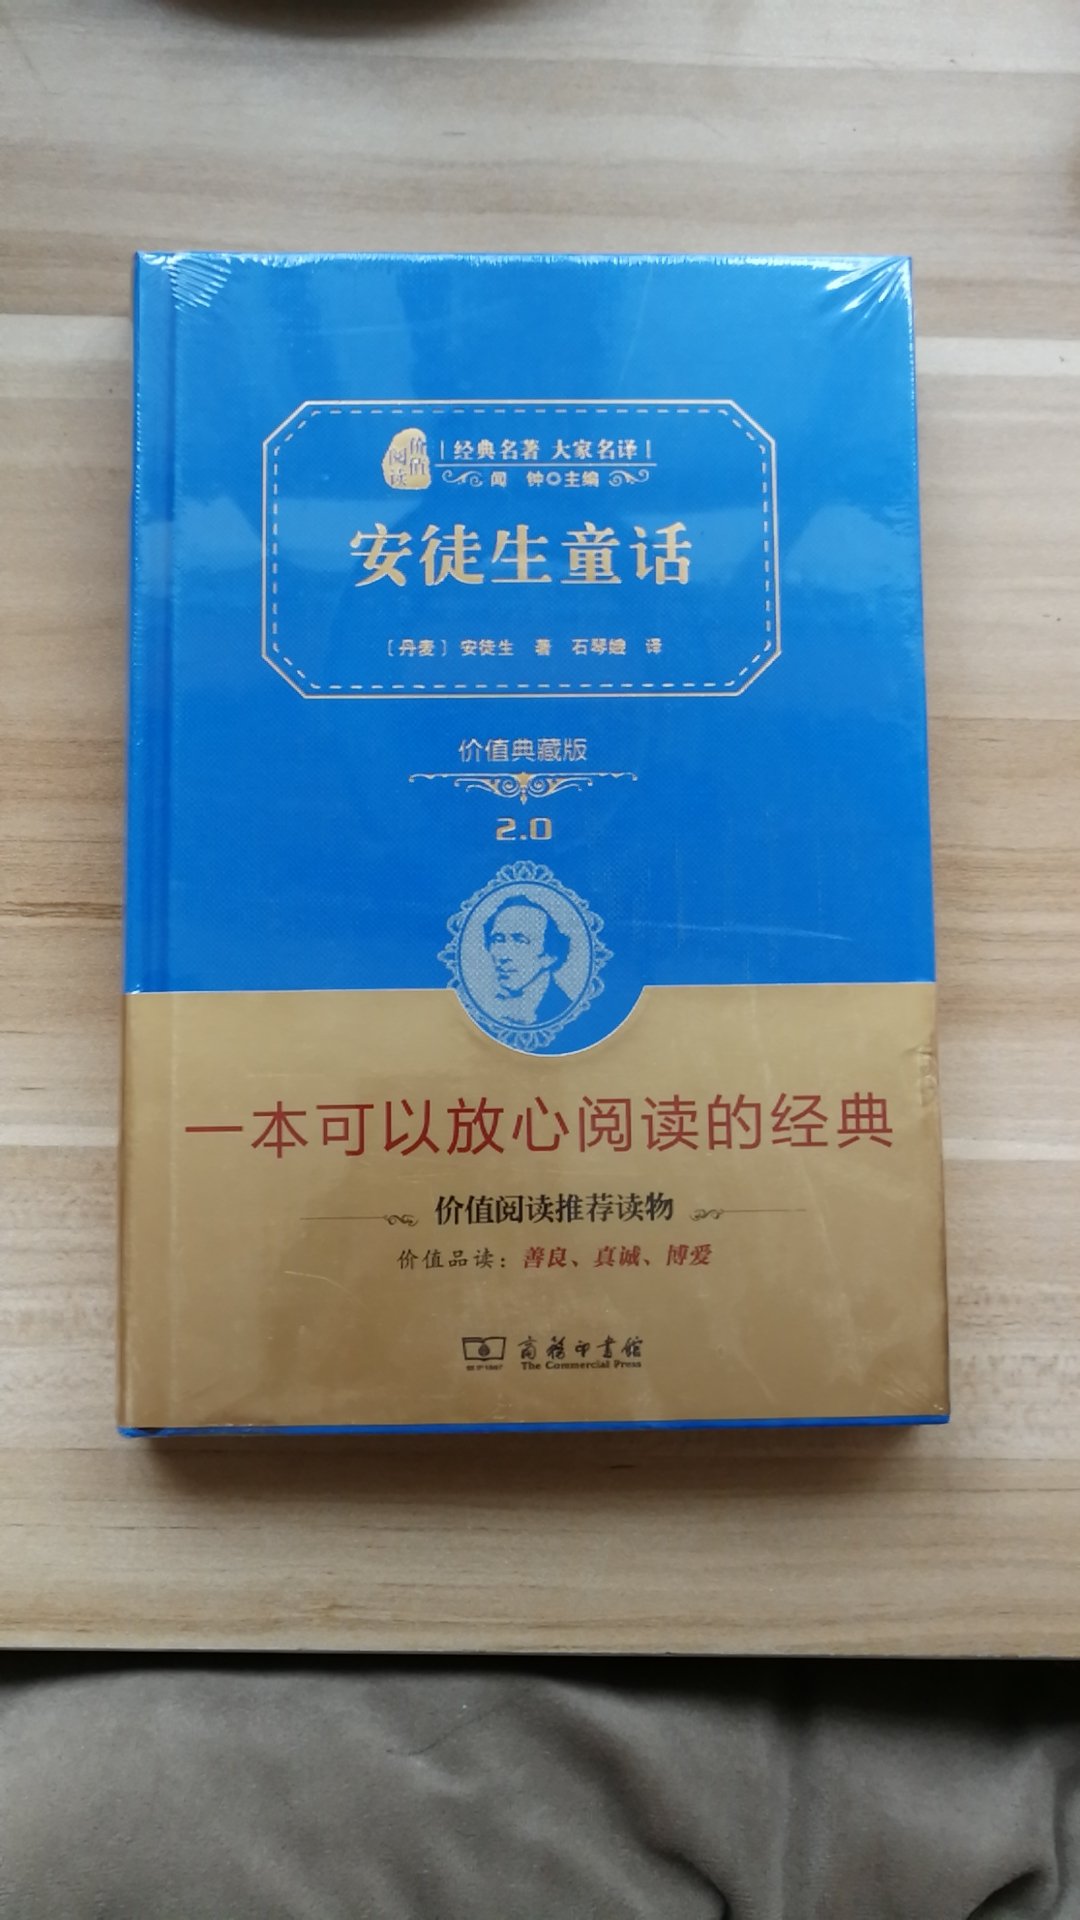 价值阅读
经典名著 大家名译
闻 钟◎主编
安徒生童话
[丹麦] 安徒生 著 石琴娥 译
价值典藏版
2.0
一本可以放心阅读的经典
价值阅读推荐读物
价值品读：善良、真诚、博爱
商务印书馆
The Commercial Press